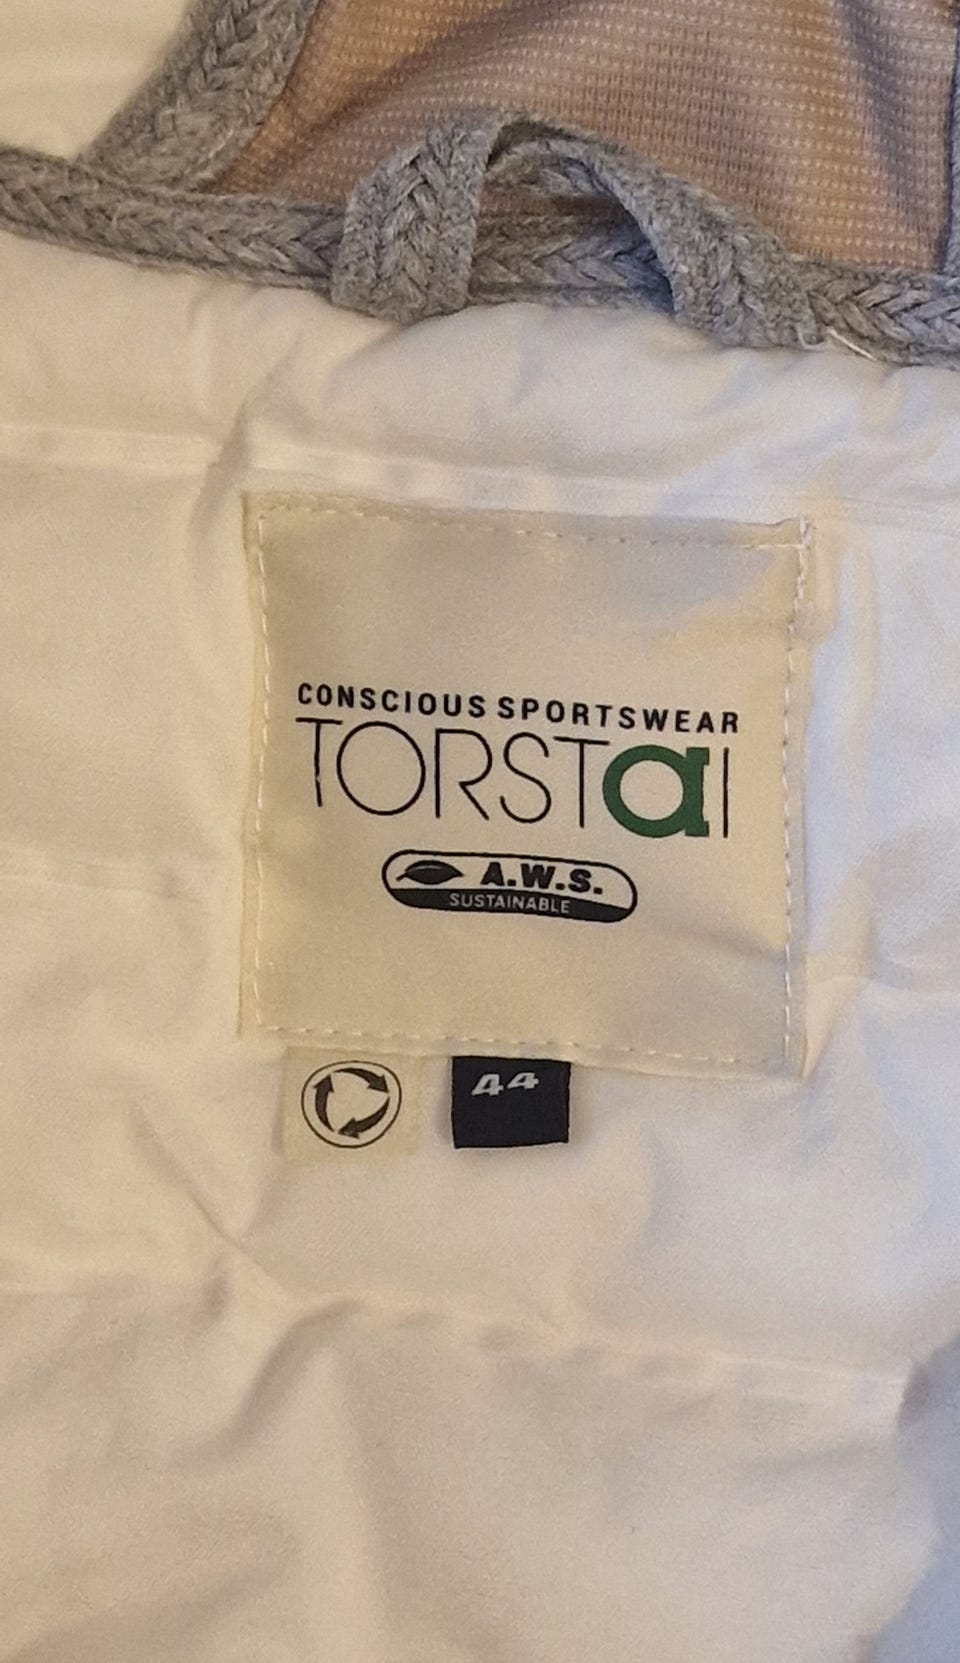 CONSCIOUS SPORTSWEAR
TORSTaI
A.W.S.
SUSTAINABLE
44